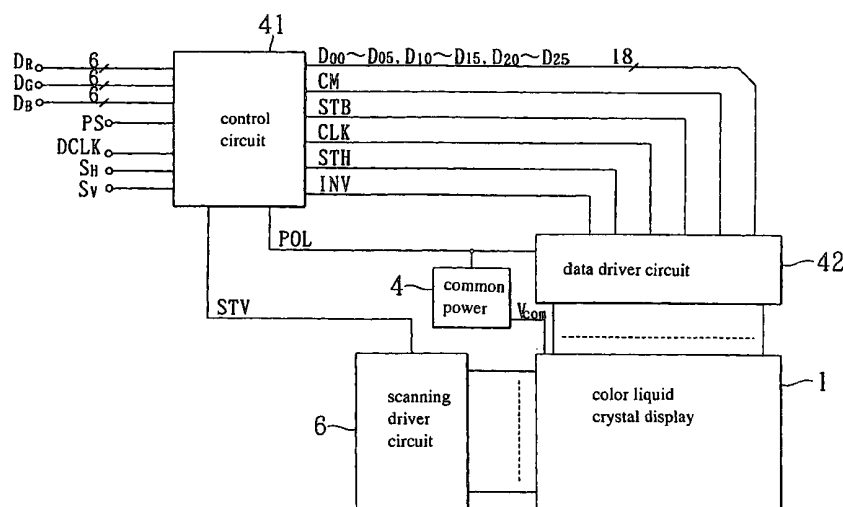 41
DR 6
DG 6
DB 6
PS
DCLK
SH
SV
control
circuit
D00～D05, D10～D15, D20～D25 18
CM
STB
CLK
STH
INV
POL
STV
4
common
power
Vcom
data driver circuit
42
6
scanning
driver
circuit
color liquid
crystal display
1